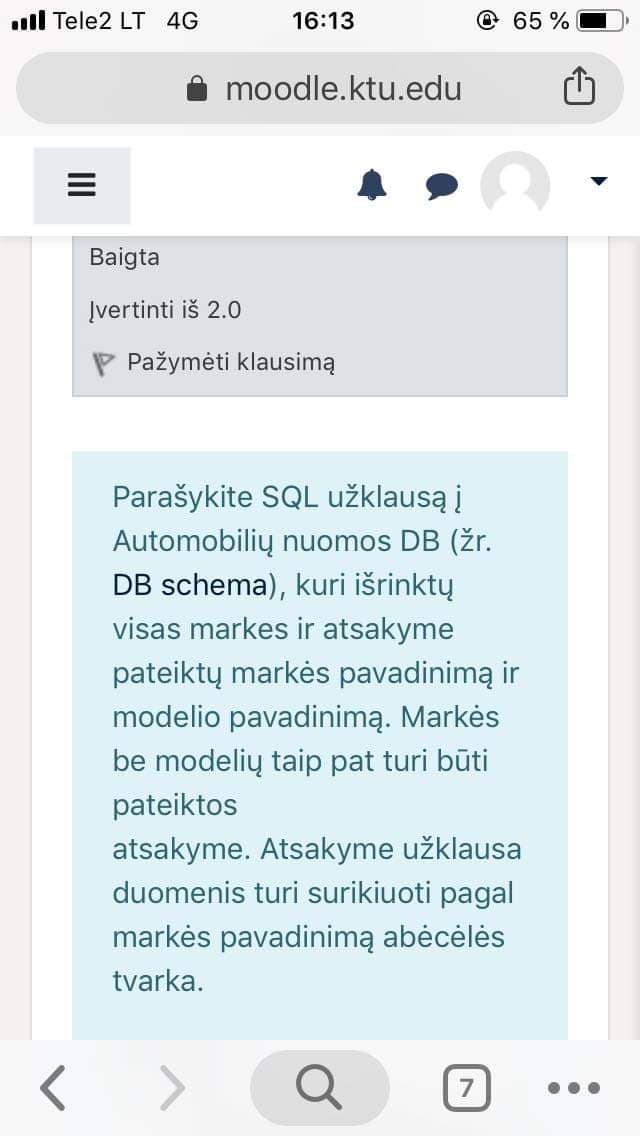 Tele2 LT 4G 16:13 65 %
moodle.ktu.edu
Baigta
Įvertinti iš 2.0
Pažymėti klausimą
Parašykite SQL užklausą į
Automobilių nuomos DB (žr.
DB schema), kuri išrinktų
visas markes ir atsakyme
pateiktų markės pavadinimą ir
modelio pavadinimą. Markės
be modelių taip pat turi būti
pateiktos
atsakyme. Atsakyme užklausa
duomenis turi surikiuoti pagal
markės pavadinimą abėcėlės
tvarka.
7